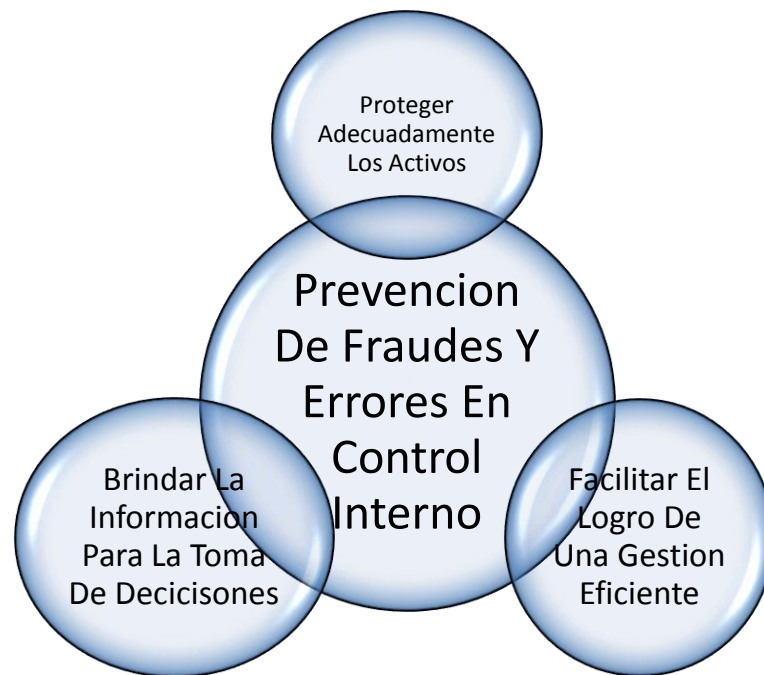 Proteger
Adecuadamente
Los Activos
Prevencion
De Fraudes Y
Errores En
Control
Interno
Brindar La
Informacion
Para La Toma
De Decicisones
Facilitar El
Logro De
Una Gestion
Eficiente